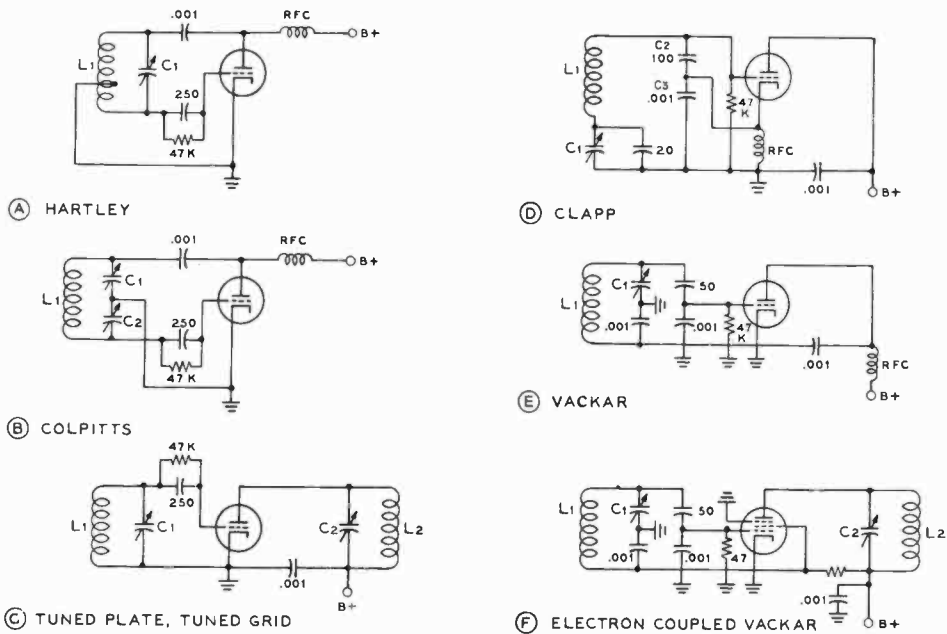 .001
RFC
B+
L1
C1
250
47K
A HARTLEY
.001
RFC
B+
L1
C1
C2
250
47K
B COLPITTS
47K
250
L1
C1
C2
L2
.001
B+
C TUNED PLATE, TUNED GRID
L1
C2
100
C3
.001
47
K
C1
20
RFC
.001
B+
D CLAPP
L1
C1
50
.001
.001
47
K
.001
RFC
B+
E VACKAR
L1
C1
50
C2
L2
.001
.001
47
.001
B+
F ELECTRON COUPLED VACKAR